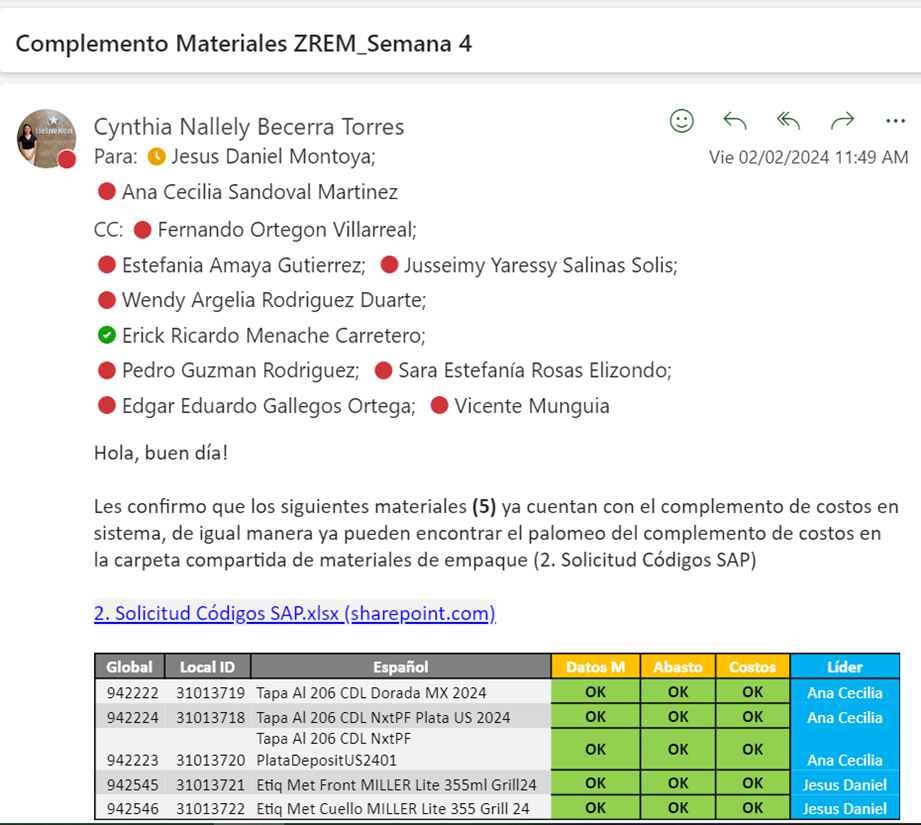 Complemento Materiales ZREM_Semana 4
Heineken
Cynthia Nallely Becerra Torres
Para: Jesus Daniel Montoya;
Vie 02/02/2024 11:49 AM
Ana Cecilia Sandoval Martinez
CC: Fernando Ortegon Villarreal;
Estefania Amaya Gutierrez; Jusseimy Yaressy Salinas Solis;
Wendy Argelia Rodriguez Duarte;
Erick Ricardo Menache Carretero;
Pedro Guzman Rodriguez; Sara Estefanía Rosas Elizondo;
Edgar Eduardo Gallegos Ortega; Vicente Munguia
Hola, buen día!
Les confirmo que los siguientes materiales (5) ya cuentan con el complemento de costos en
sistema, de igual manera ya pueden encontrar el palomeo del complemento de costos en
la carpeta compartida de materiales de empaque (2. Solicitud Códigos SAP)
2. Solicitud Códigos SAP.xlsx (sharepoint.com)
Global Local ID Español Datos M Abasto Costos Líder
942222 31013719 Tapa Al 206 CDL Dorada MX 2024 OK OK OK Ana Cecilia
942224 31013718 Tapa Al 206 CDL NxtPF Plata US 2024 OK OK OK Ana Cecilia
Tapa Al 206 CDL NxtPF
942223 31013720 PlataDepositUS2401 OK OK OK Ana Cecilia
942545 31013721 Etiq Met Front MILLER Lite 355ml Grill24 OK OK OK Jesus Daniel
942546 31013722 Etiq Met Cuello MILLER Lite 355 Grill 24 OK OK OK Jesus Daniel